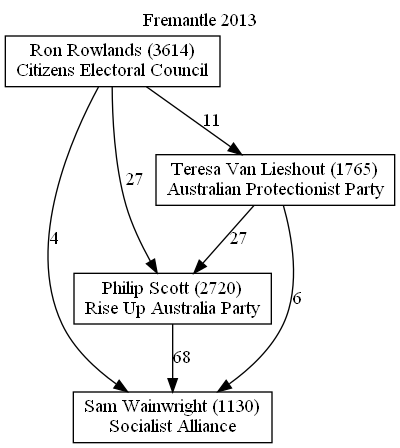 Fremantle 2013
Ron Rowlands (3614)
Citizens Electoral Council
11
Teresa Van Lieshout (1765)
Australian Protectionist Party
27
4
27
6
Philip Scott (2720)
Rise Up Australia Party
68
Sam Wainwright (1130)
Socialist Alliance